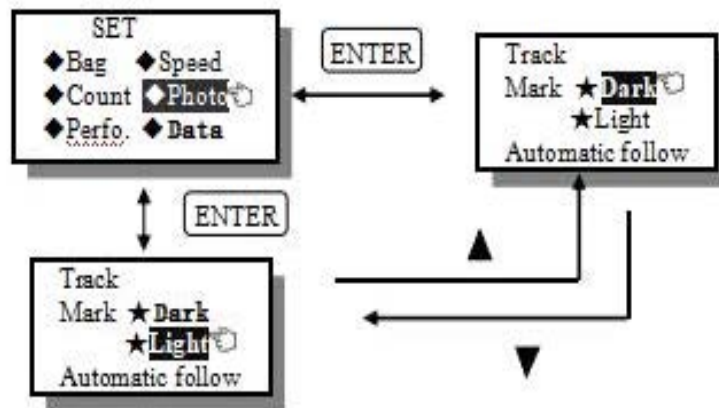 SET
◆Bag ◆Speed
◆Count ◆Photo
◆Perfo. ◆Data
ENTER
Track
Mark ★Dark
★Light
Automatic follow
ENTER
Track
Mark ★Dark
★Light
Automatic follow